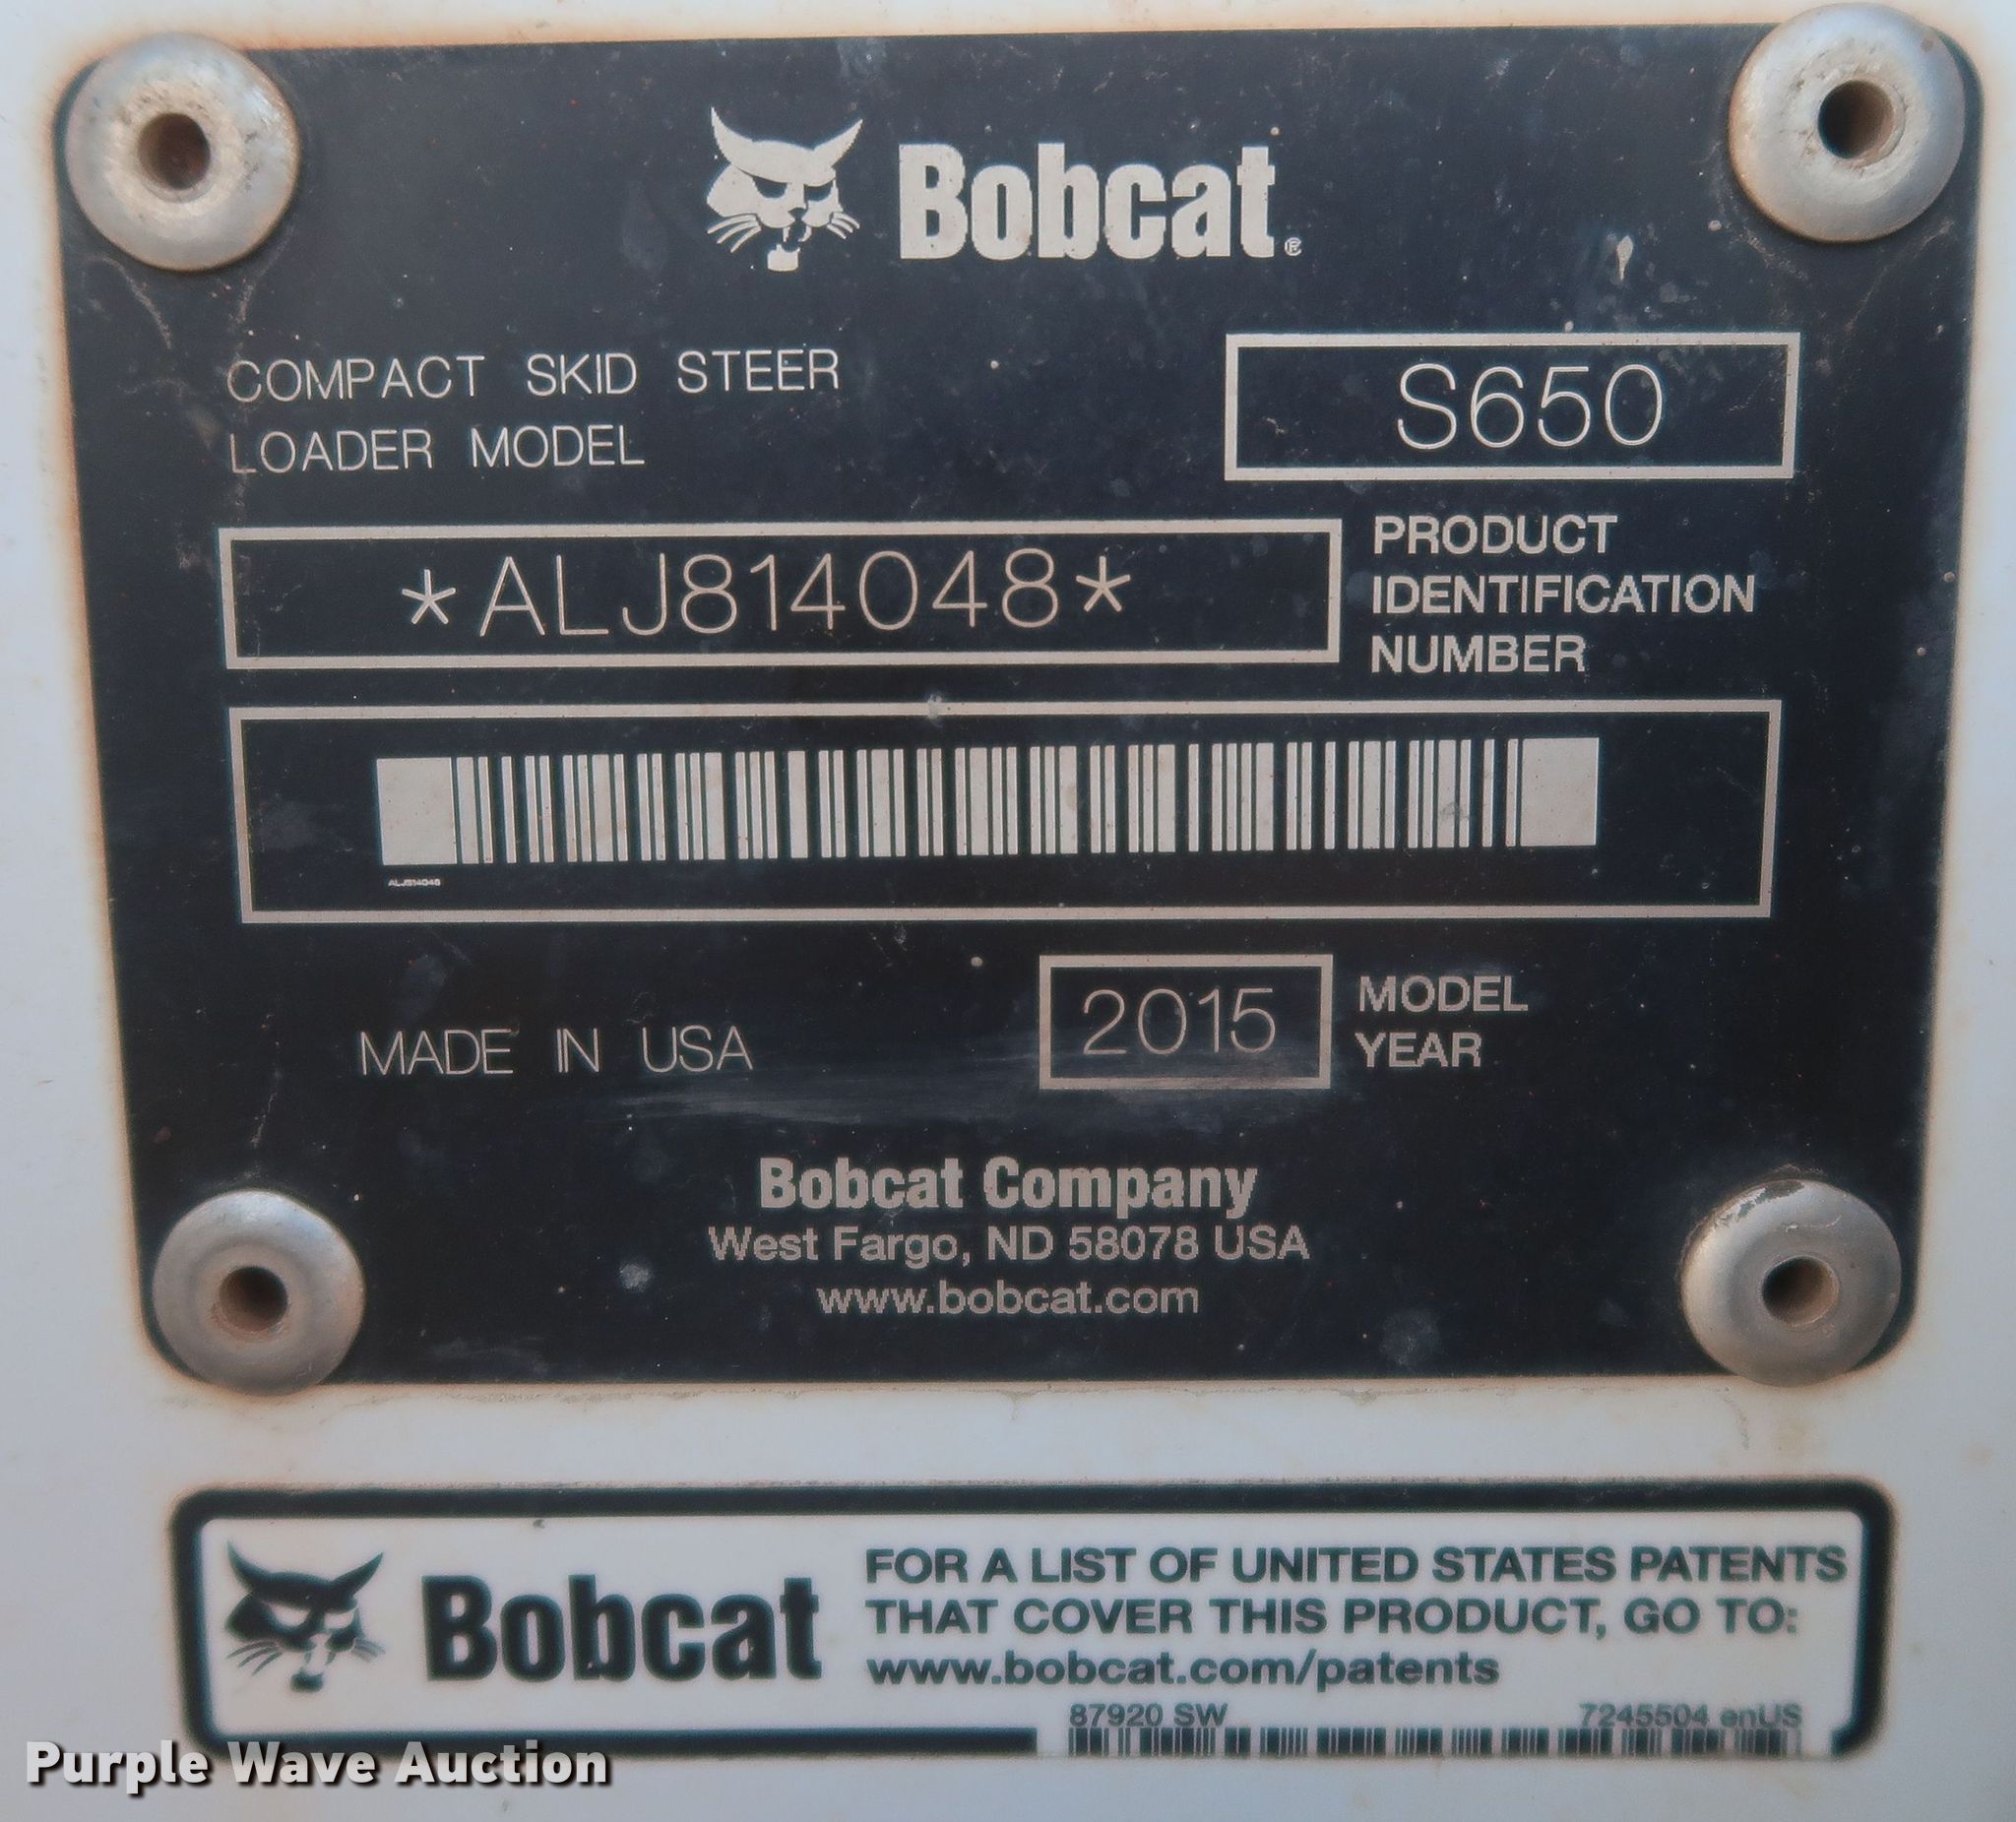 Bobcat®
COMPACT SKID STEER
LOADER MODEL
S650
*ALJ814048*
PRODUCT
IDENTIFICATION
NUMBER
ALJ814048
MADE IN USA
2015
MODEL
YEAR
Bobcat Company
West Fargo, ND 58078 USA
www.bobcat.com
Bobcat
FOR A LIST OF UNITED STATES PATENTS
THAT COVER THIS PRODUCT, GO TO:
www.bobcat.com/patents
87920 SW
7245504 enUS
Purple Wave Auction